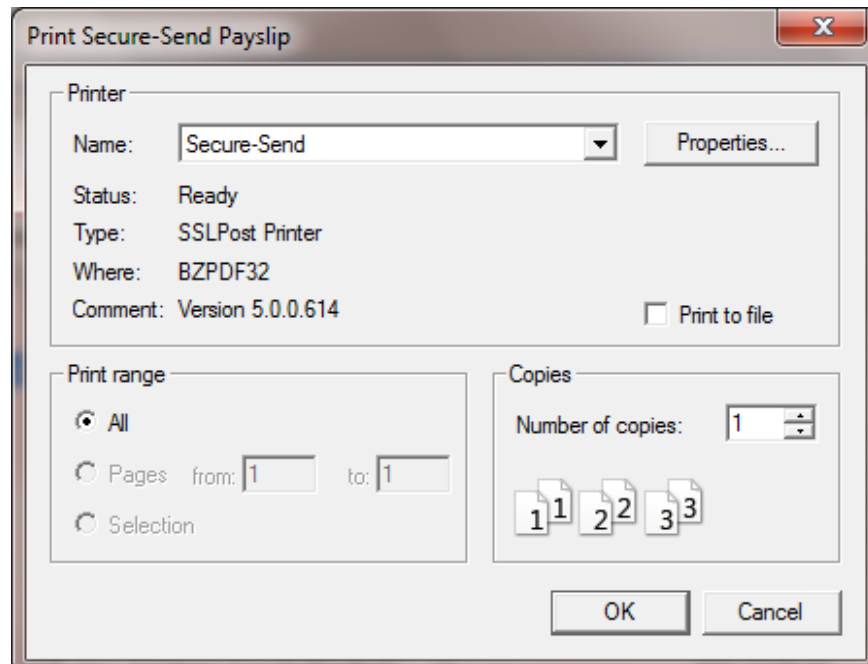 Print Secure-Send Payslip
X
Printer
Name: Secure-Send Properties...
Status: Ready
Type: SSLPost Printer
Where: BZPDF32
Comment: Version 5.0.0.614 Print to file
Print range
All
Pages from: 1 to: 1
Selection
Copies
Number of copies: 1
1 1 2 2 3 3
OK Cancel